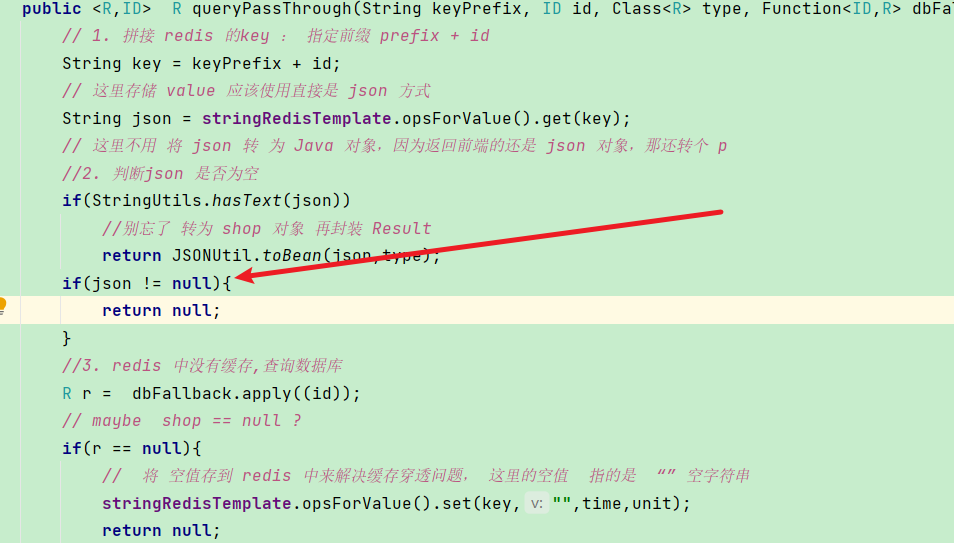 public <R,ID>  R queryPassThrough(String keyPrefix, ID id, Class<R> type, Function<ID,R> dbFal
// 1. 拼接 redis 的key : 指定前缀 prefix + id
String key = keyPrefix + id;
// 这里存储 value 应该使用直接是 json 方式
String json = stringRedisTemplate.opsForValue().get(key);
// 这里不用 将 json 转 为 Java 对象，因为返回前端的还是 json 对象，那还转个 p
//2. 判断json 是否为空
if(StringUtils.hasText(json))
//别忘了 转为 shop 对象 再封装 Result
return JSONUtil.toBean(json,type);
if(json != null){
return null;
}
//3. redis 中没有缓存,查询数据库
R r =  dbFallback.apply((id));
// maybe  shop == null ?
if(r == null){
//  将 空值存到 redis 中来解决缓存穿透问题， 这里的空值  指的是  “” 空字符串
stringRedisTemplate.opsForValue().set(key, v: "",time,unit);
return null;